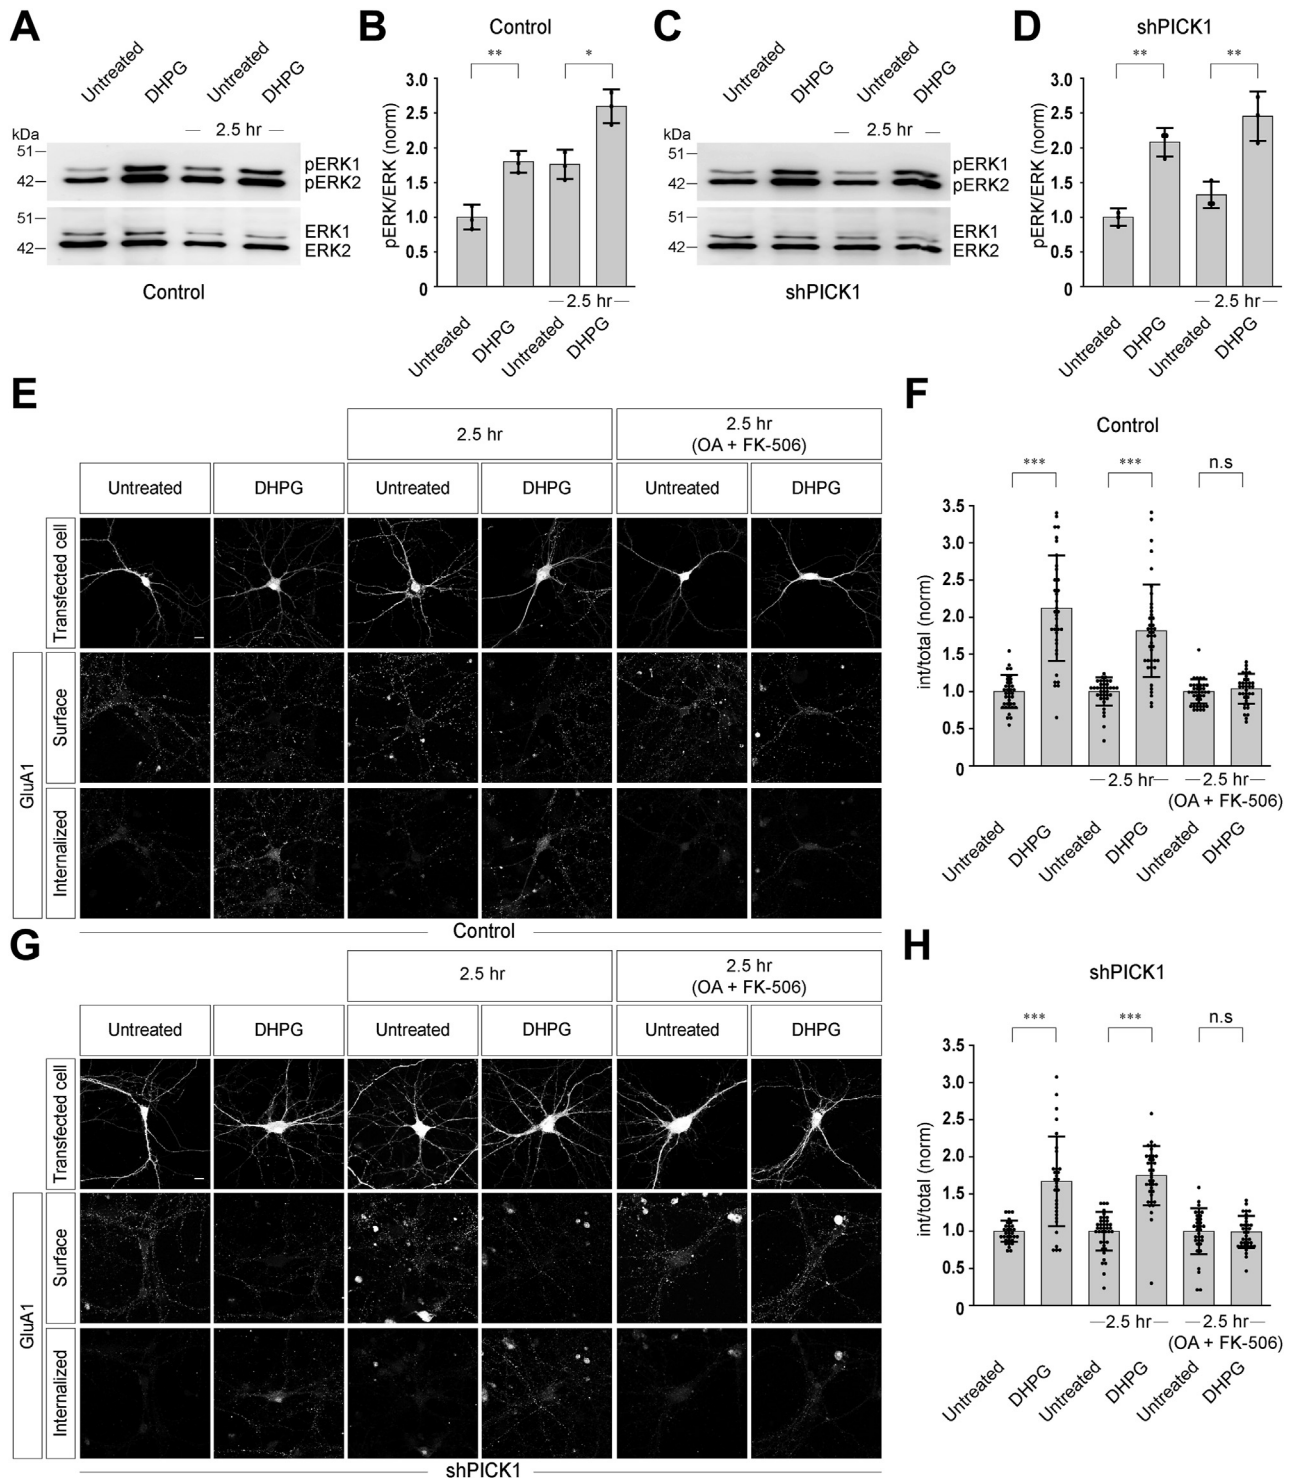 A
Untreated
DHPG
Untreated
DHPG
2.5 hr
kDa
51
42
pERK1
pERK2
51
42
ERK1
ERK2
Control
B
Control
**
*
pERK/ERK (norm)
3.0
2.5
2.0
1.5
1.0
0.5
0
2.5 hr
Untreated
DHPG
Untreated
DHPG
C
Untreated
DHPG
Untreated
DHPG
2.5 hr
kDa
51
42
pERK1
pERK2
51
42
ERK1
ERK2
shPICK1
D
shPICK1
**
**
pERK/ERK (norm)
3.0
2.5
2.0
1.5
1.0
0.5
0
2.5 hr
Untreated
DHPG
Untreated
DHPG
E
2.5 hr
2.5 hr
(OA + FK-506)
Untreated
DHPG
Untreated
DHPG
Untreated
DHPG
Transfected cell
GluA1
Surface
Internalized
Control
F
Control
***
***
n.s
int/total (norm)
3.5
3.0
2.5
2.0
1.5
1.0
0.5
0
2.5 hr
2.5 hr
(OA + FK-506)
Untreated
DHPG
Untreated
DHPG
Untreated
DHPG
G
2.5 hr
2.5 hr
(OA + FK-506)
Untreated
DHPG
Untreated
DHPG
Untreated
DHPG
Transfected cell
GluA1
Surface
Internalized
shPICK1
H
shPICK1
***
***
n.s
int/total (norm)
3.5
3.0
2.5
2.0
1.5
1.0
0.5
0
2.5 hr
2.5 hr
(OA + FK-506)
Untreated
DHPG
Untreated
DHPG
Untreated
DHPG